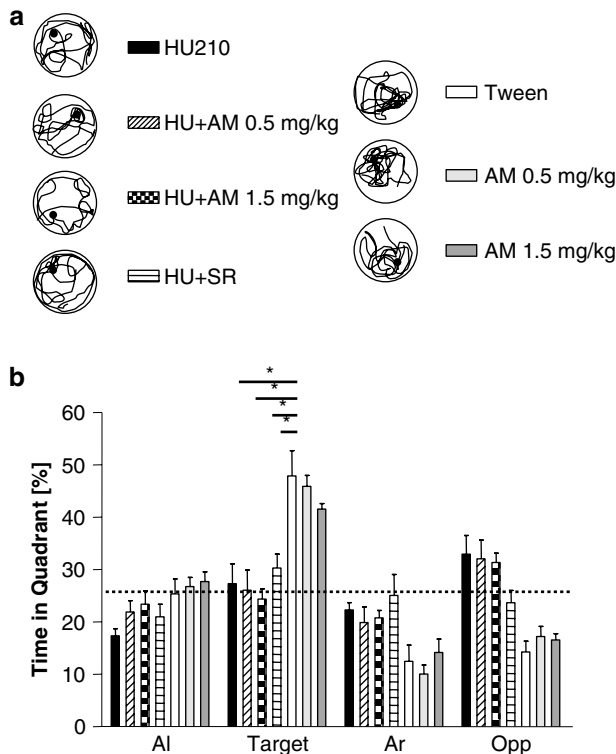 a
HU210
HU+AM 0.5 mg/kg
HU+AM 1.5 mg/kg
HU+SR
Tween
AM 0.5 mg/kg
AM 1.5 mg/kg
b
*
*
*
*
Time in Quadrant [%]
60
50
40
30
20
10
0
Al Target Ar Opp